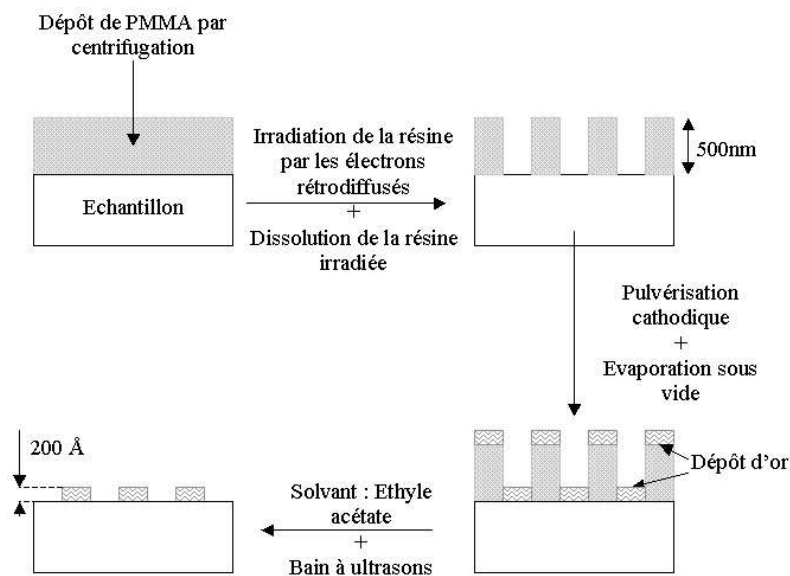 Dépôt de PMMA par
centrifugation
Echantillon
Irradiation de la résine
par les électrons
rétrodiffusés
+
Dissolution de la résine
irradiée
500nm
Pulvérisation
cathodique
+
Evaporation sous
vide
200 Å
Solvant : Ethyle
acétate
+
Bain à ultrasons
Dépôt d'or